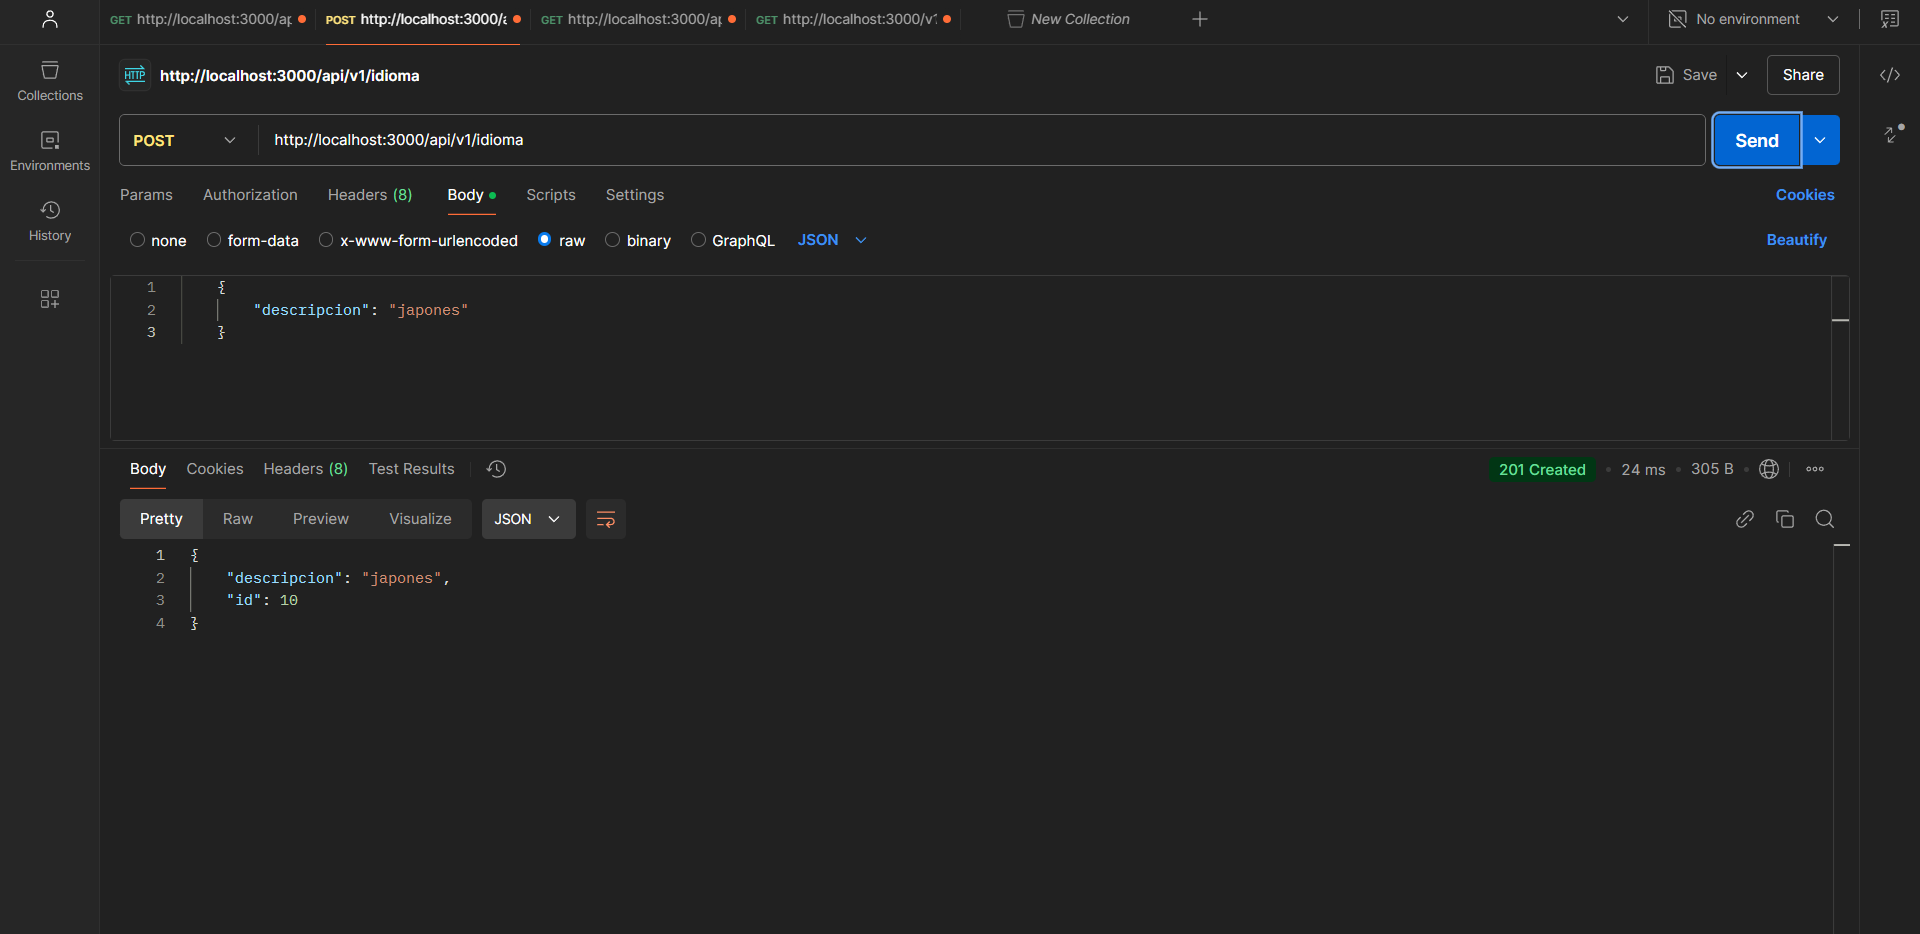 GET http://localhost:3000/ap
POST http://localhost:3000/a
GET http://localhost:3000/ap
GET http://localhost:3000/v1
New Collection
No environment
Collections
Environments
History
HTTP http://localhost:3000/api/v1/idioma
Save
Share
POST
http://localhost:3000/api/v1/idioma
Send
Params Authorization Headers (8) Body Scripts Settings
Cookies
none form-data x-www-form-urlencoded raw binary GraphQL JSON
Beautify
1 {
2 "descripcion": "japones"
3 }
Body Cookies Headers (8) Test Results
201 Created 24 ms 305 B
Pretty Raw Preview Visualize JSON
1 {
2 "descripcion": "japones",
3 "id": 10
4 }